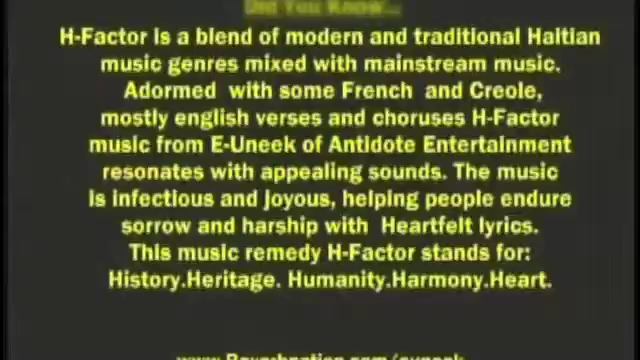 Did You Know...
H-Factor is a blend of modern and traditional Haitian
music genres mixed with mainstream music.
Adormed with some French and Creole,
mostly english verses and choruses H-Factor
music from E-Uneek of Antidote Entertainment
resonates with appealing sounds. The music
is infectious and joyous, helping people endure
sorrow and harship with Heartfelt lyrics.
This music remedy H-Factor stands for:
History.Heritage. Humanity.Harmony.Heart.